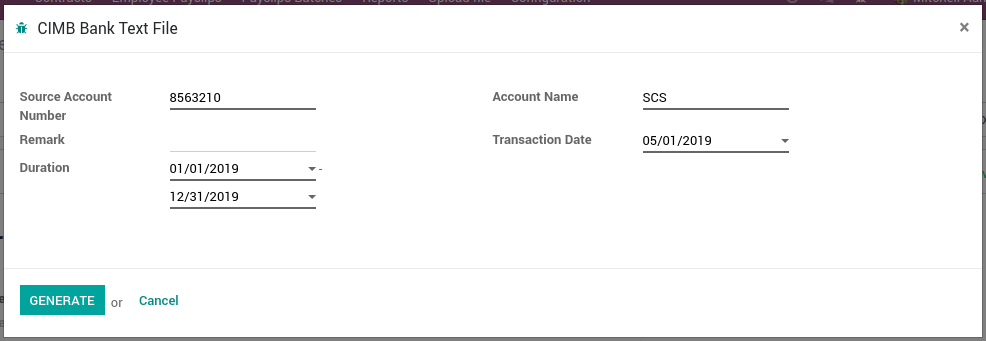 CIMB Bank Text File ×
Source Account Number 8563210 Account Name SCS
Remark Transaction Date 05/01/2019
Duration 01/01/2019 -
12/31/2019
GENERATE or Cancel